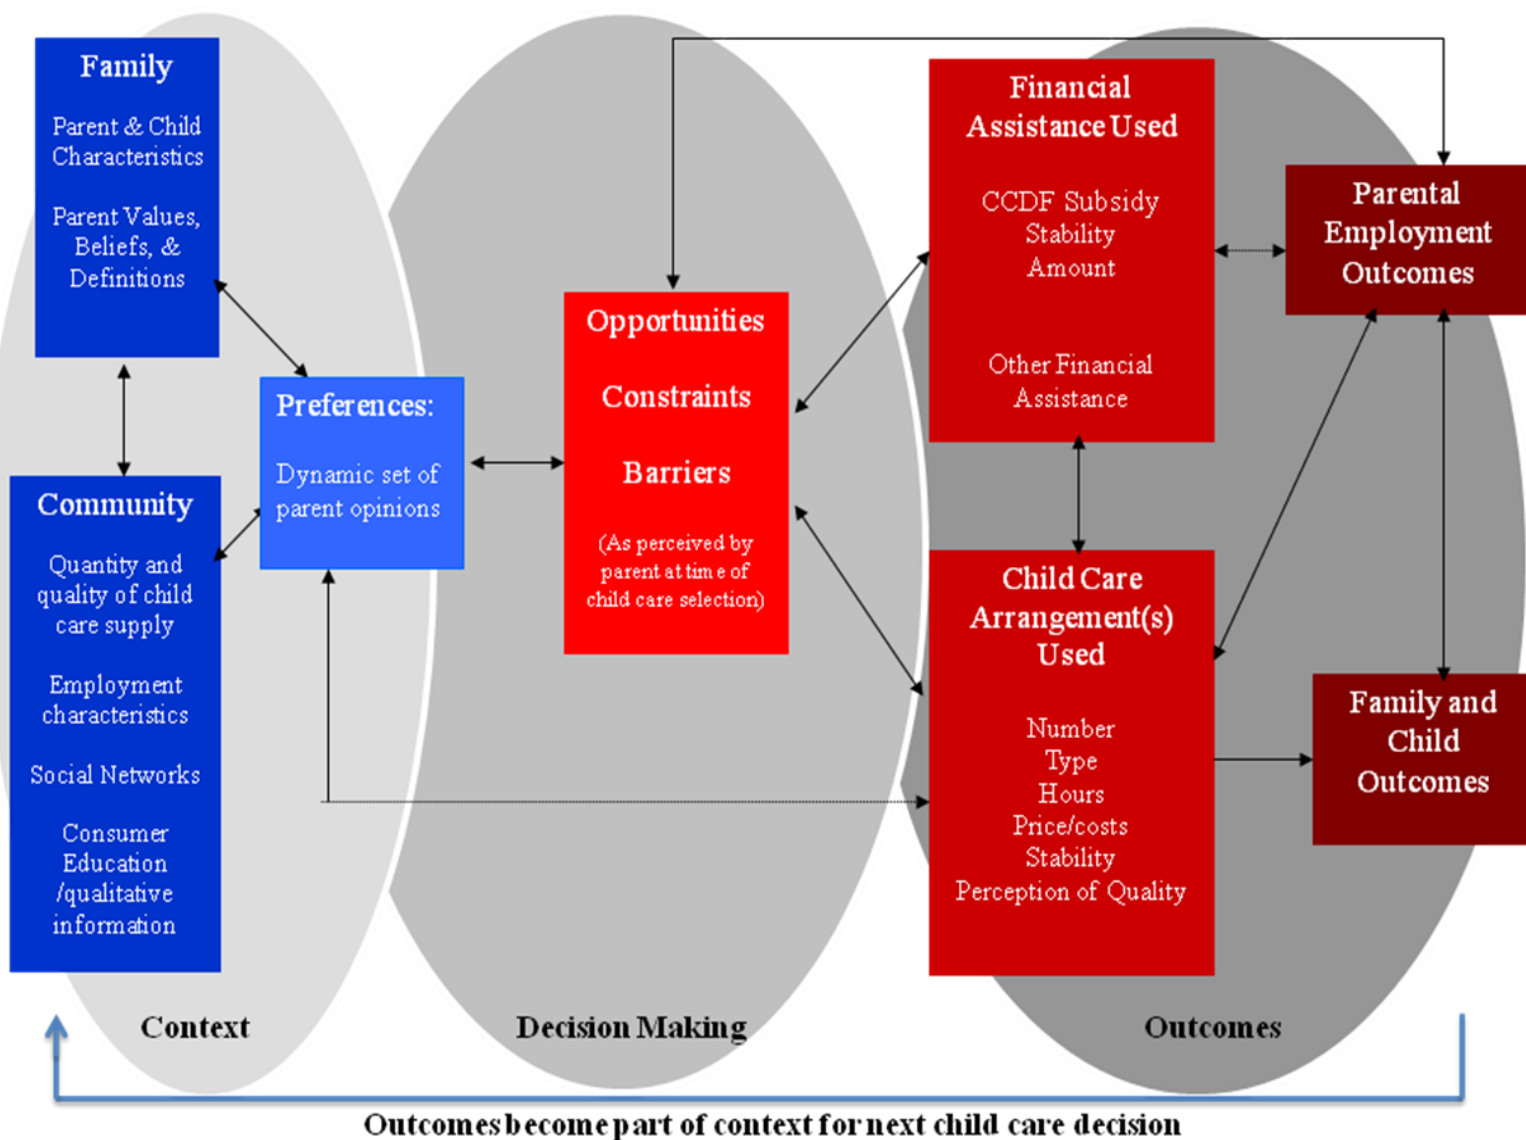 Family
Parent & Child
Characteristics
Parent Values,
Beliefs, &
Definitions
Community
Quantity and
quality of child
care supply
Employment
characteristics
Social Networks
Consumer
Education
/qualitative
information
Preferences:
Dynamic set of
parent opinions
Opportunities
Constraints
Barriers
(As perceived by
parent at time of
child care selection)
Financial
Assistance Used
CCDF Subsidy
Stability
Amount
Other Financial
Assistance
Child Care
Arrangement(s)
Used
Number
Type
Hours
Price/costs
Stability
Perception of Quality
Parental
Employment
Outcomes
Family and
Child
Outcomes
Context
Decision Making
Outcomes
Outcomes become part of context for next child care decision